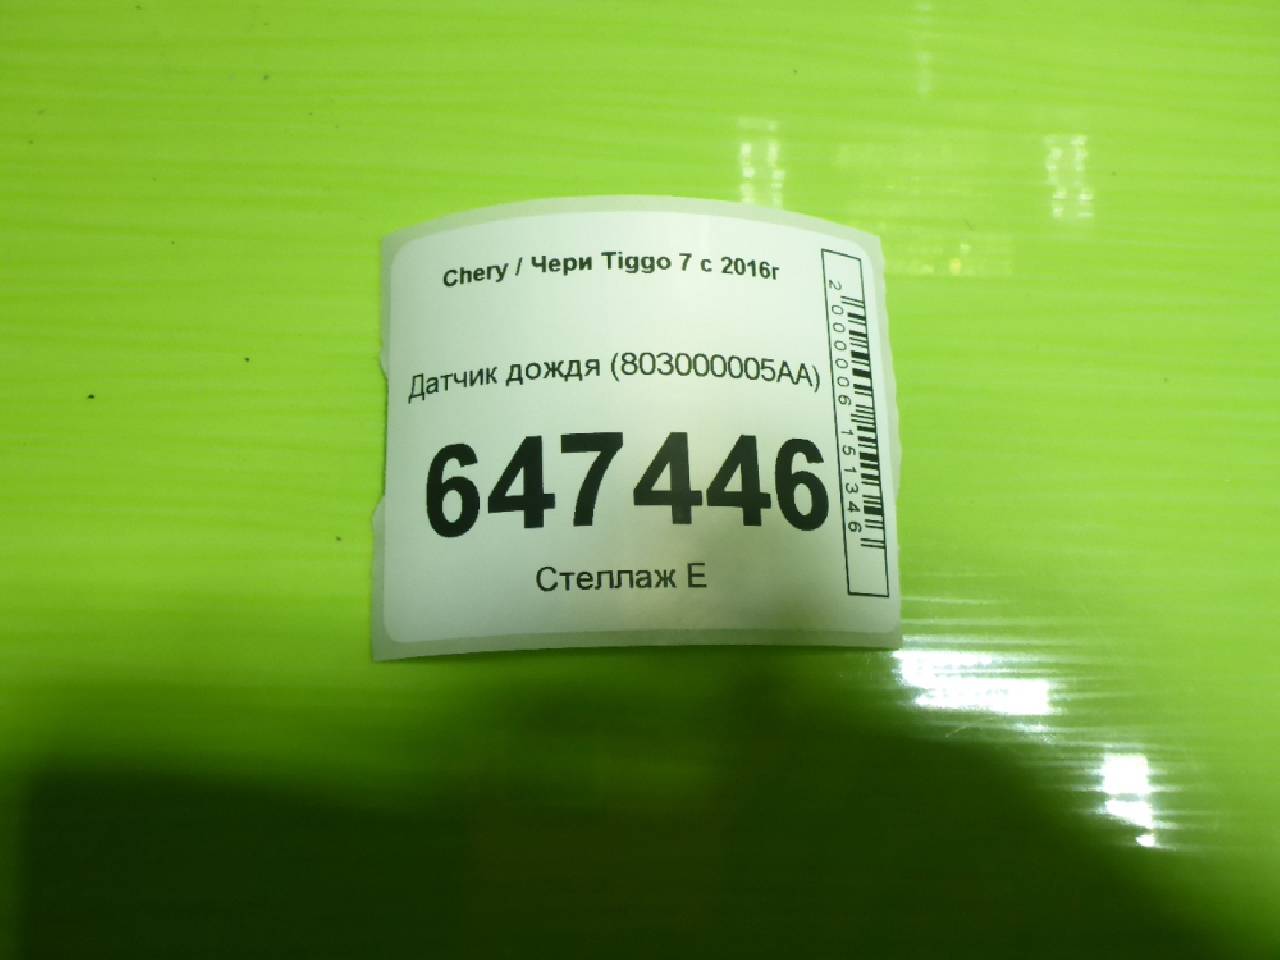 Chery / Чери Tiggo 7 с 2016г
Датчик дождя (803000005AA)
647446
Стеллаж Е
2000006151346